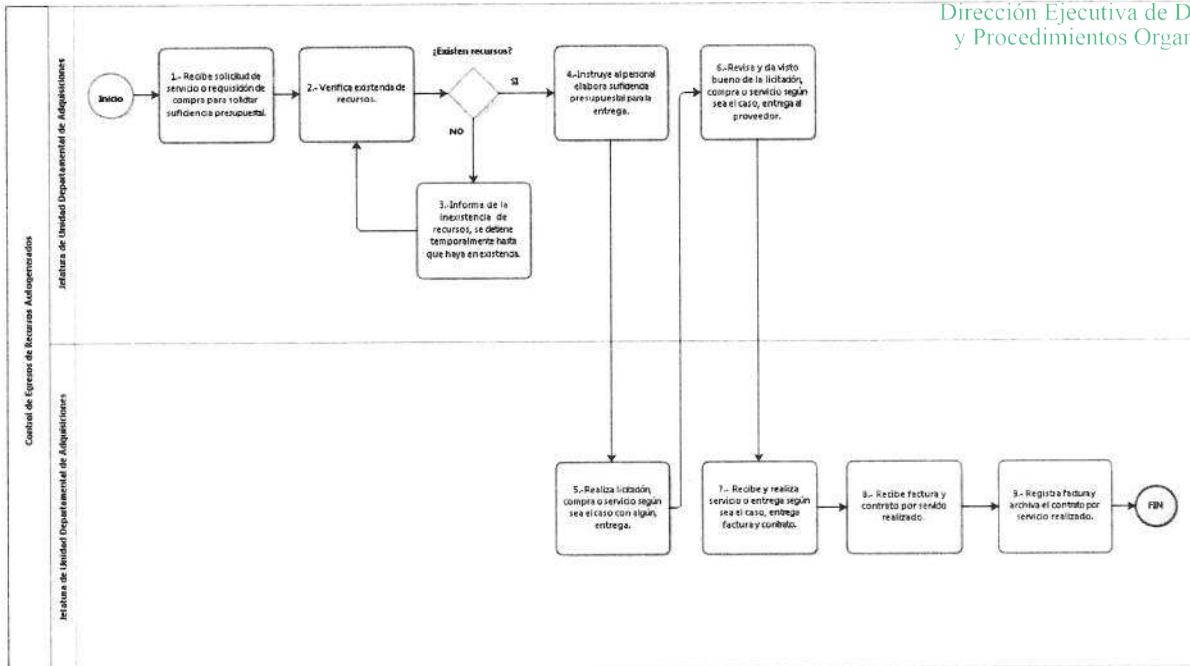 Dirección Ejecutiva de D
y Procedimientos Organ
Control de Egresos de Recursos Autogenerados
Jefatura de Unidad Departamental de Adquisiciones
Inicio
1.- Recibe solicitud de
servicio o requisición de
compra para solicitar
suficiencia presupuestal.
2.- Verifica existencia de
recursos.
¿Existen recursos?
SI
NO
3.-Informa de la
inexistencia de
recursos, se detiene
temporalmente hasta
que haya en existencia.
4.-Instruye al personal
elabora suficiencia
presupuestal para la
entrega.
6.-Revisa y da visto
bueno de la licitación,
compra o servicio según
sea el caso, entrega al
proveedor.
Jefatura de Unidad Departamental de Adquisiciones
5.-Realiza licitación,
compra o servicio según
sea el caso con algún,
entrega.
7.- Recibe y realiza
servicio o entrega según
sea el caso, entrega
factura y contrato.
8.- Recibe factura y
contrato por servicio
realizado.
9.- Registra factura y
archiva el contrato por
servicio realizado.
FIN